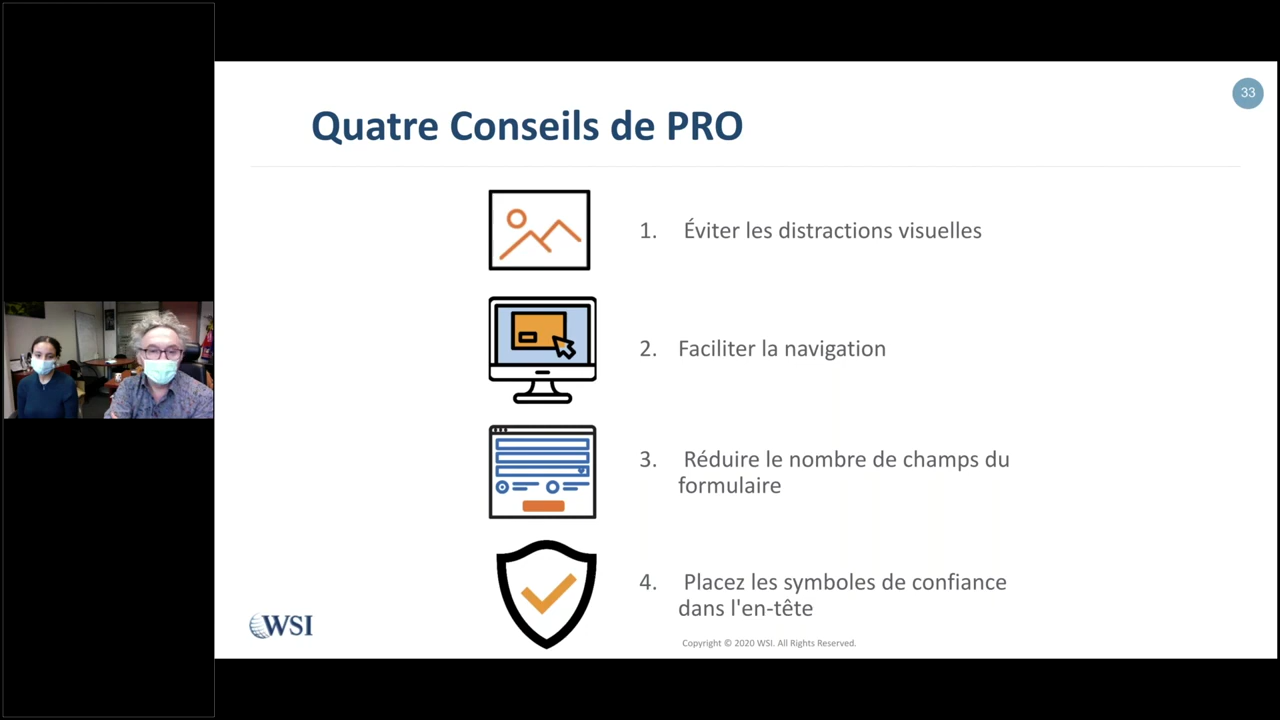 33
Quatre Conseils de PRO
1. Éviter les distractions visuelles
2. Faciliter la navigation
3. Réduire le nombre de champs du
formulaire
4. Placez les symboles de confiance
dans l'en-tête
WSI
Copyright © 2020 WSI. All Rights Reserved.